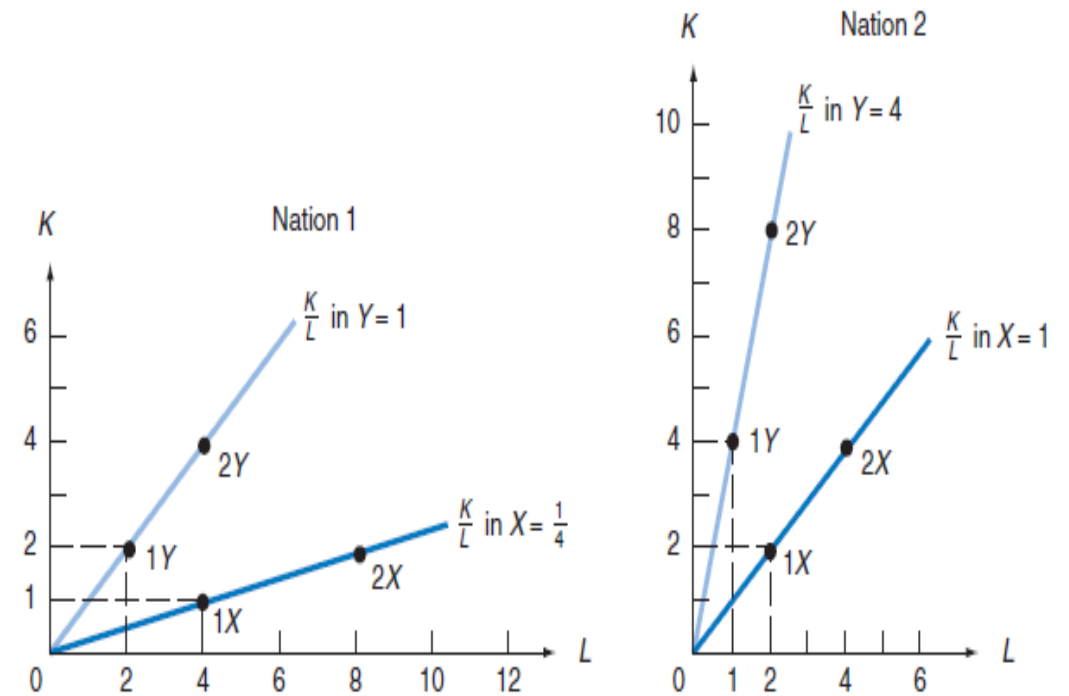 Nation 1
K
6
4
2
1
0
2
4
6
8
10
12
L
K/L in Y = 1
2Y
1Y
K/L in X = 1/4
2X
1X
Nation 2
K
10
8
6
4
2
0
1
2
4
6
L
K/L in Y = 4
2Y
1Y
K/L in X = 1
2X
1X